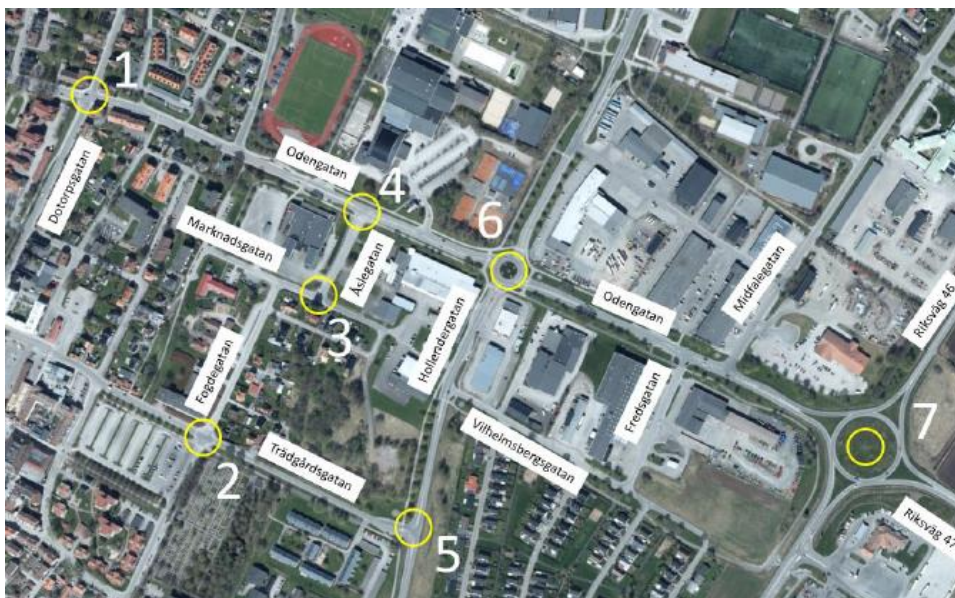 1
Odengatan
4
Dotorpsgatan
Marknadsgatan
Åslegatan
6
3
Hollendergatan
Odengatan
Midfalegatan
Riksväg 46
Fogdegatan
2
Trädgårdsgatan
Vilhelmsbergsgatan
Fredsgatan
7
5
Riksväg 47